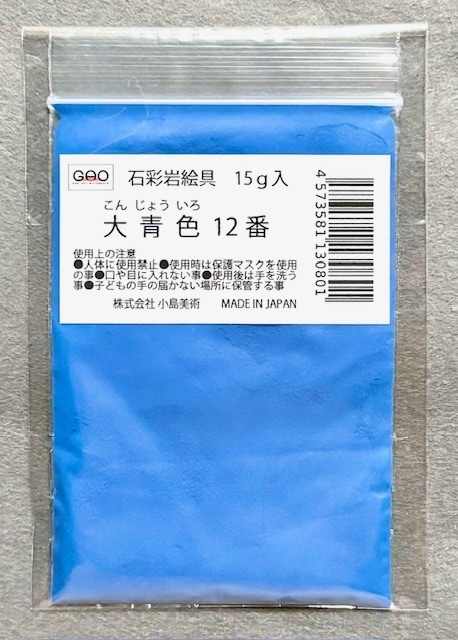 GAO
石彩岩絵具 15g入
こん じょう いろ
大青色 12番
使用上の注意
●人体に使用禁止●使用時は保護マスクを使用
の事●口や目に入れない事●使用後は手を洗う
事●子どもの手の届かない場所に保管する事
株式会社 小島美術 MADE IN JAPAN
4573581130801